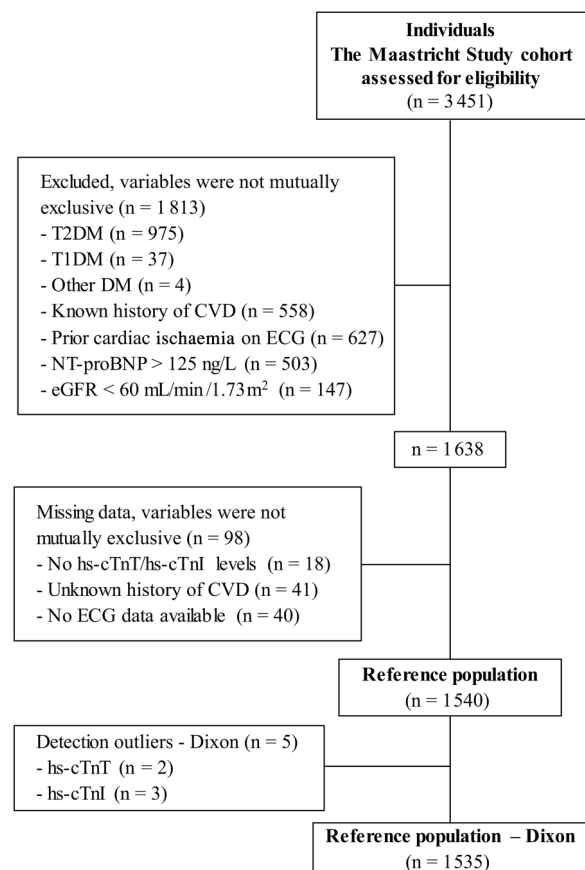 Individuals
The Maastricht Study cohort
assessed for eligibility
(n = 3 451)
Excluded, variables were not mutually
exclusive (n = 1 813)
- T2DM (n = 975)
- T1DM (n = 37)
- Other DM (n = 4)
- Known history of CVD (n = 558)
- Prior cardiac ischaemia on ECG (n = 627)
- NT-proBNP > 125 ng/L (n = 503)
- eGFR < 60 mL/min /1.73 m² (n = 147)
n = 1 638
Missing data, variables were not
mutually exclusive (n = 98)
- No hs-cTnT/hs-cTnI levels (n = 18)
- Unknown history of CVD (n = 41)
- No ECG data available (n = 40)
Reference population
(n = 1540)
Detection outliers - Dixon (n = 5)
- hs-cTnT (n = 2)
- hs-cTnI (n = 3)
Reference population – Dixon
(n = 1535)